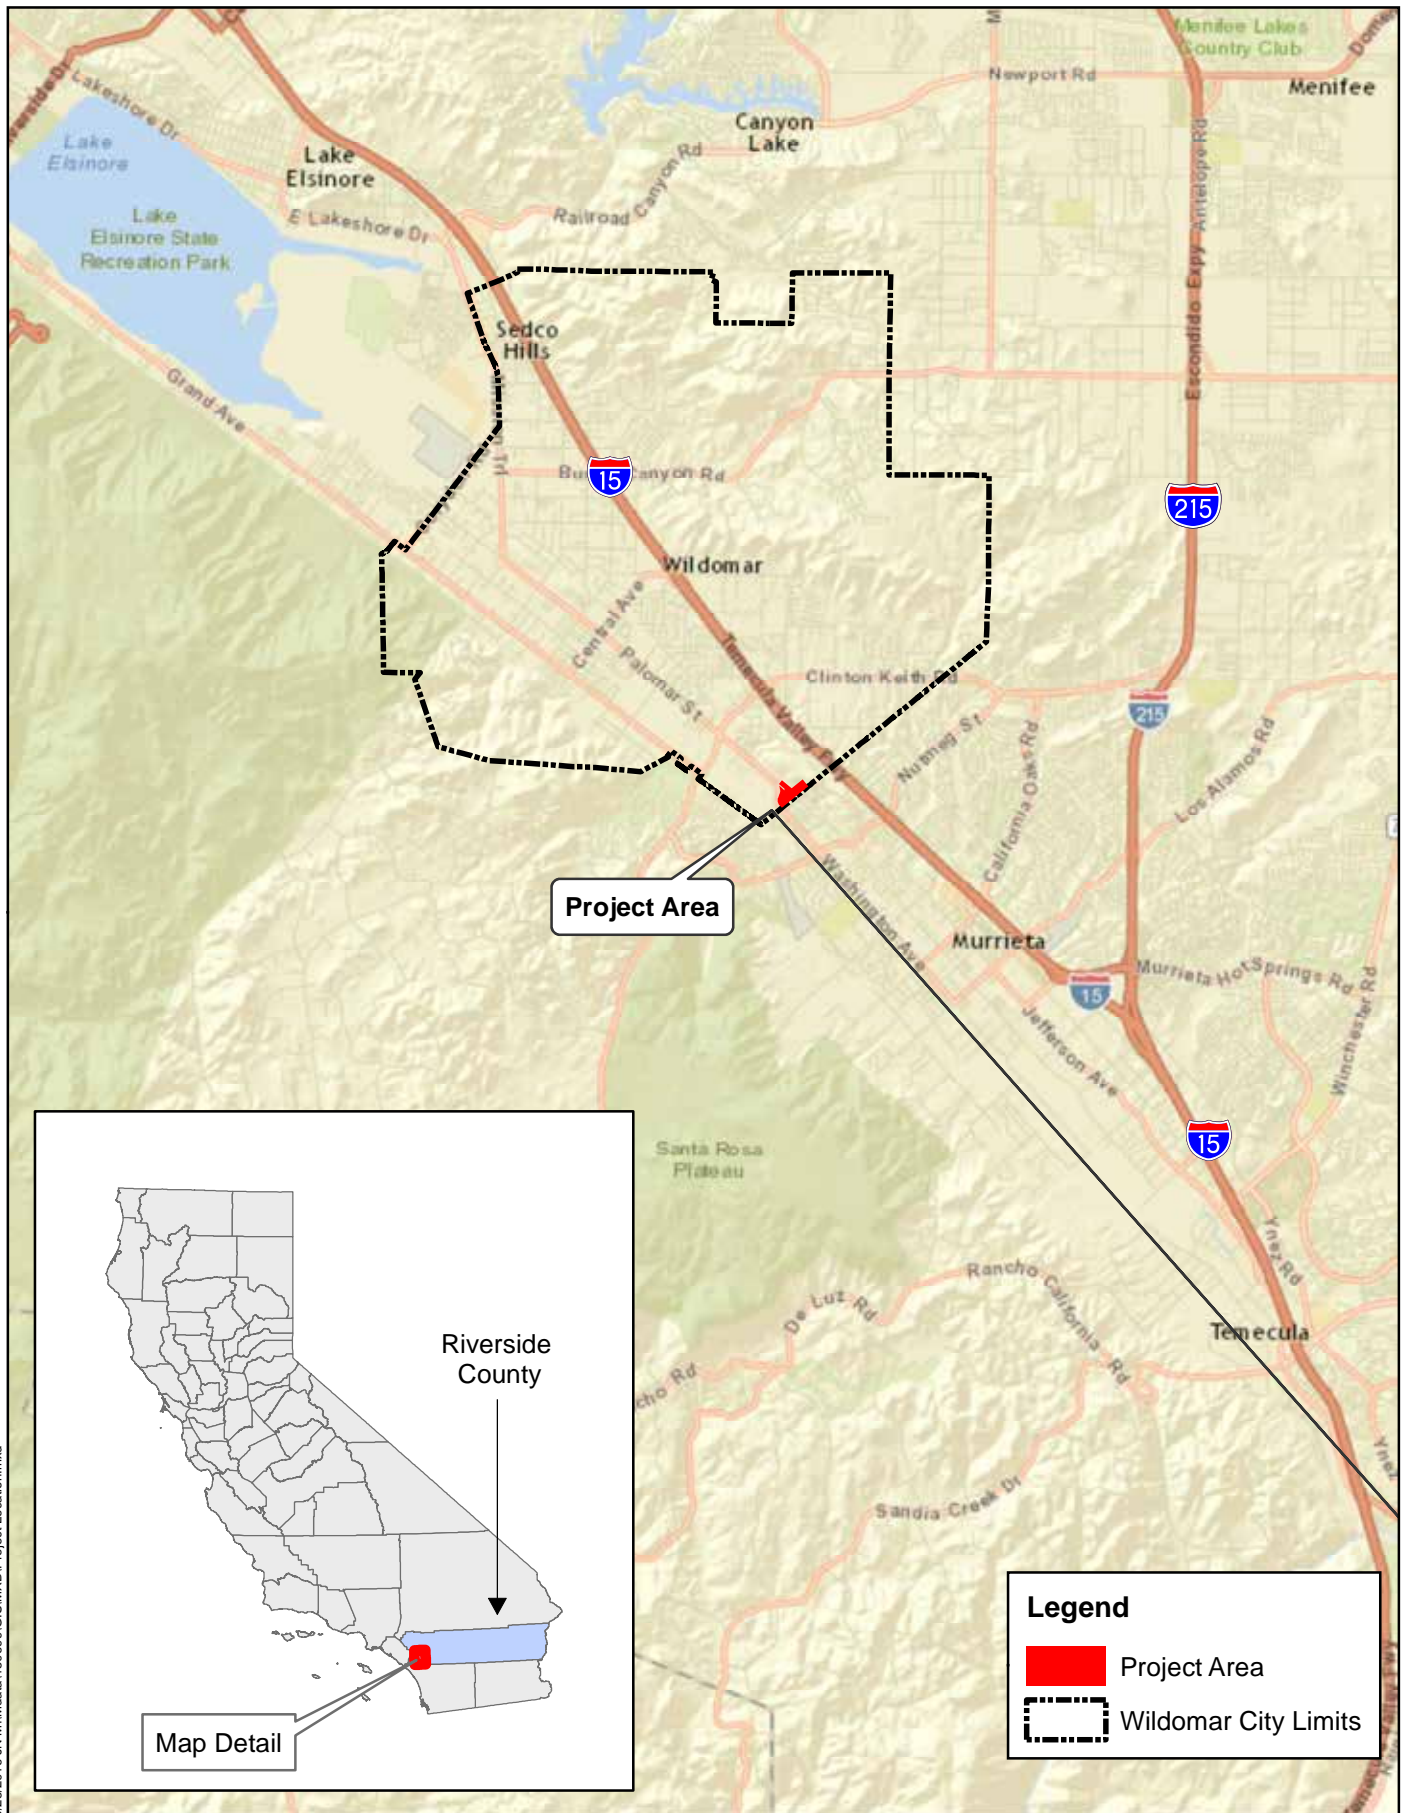 Menifee Lakes
Country Club
Menifee
Newport Rd
Canyon
Lake
Lakeshore Dr
Lake
Elsinore
Lake
Elsinore
Railroad Canyon Rd
Antelope Rd
Lake
Elsinore State
Recreation Park
E Lakeshore Dr
Sedco
Hills
Escondido Expy
Grand Ave
15
215
Wildomar
Central Ave
Palomar St
Temecula Valley Fwy
Clinton Keith Rd
215
Nutmeg St
California Oaks Rd
Los Alamos Rd
Project Area
Washington Ave
Murrieta
Murrieta Hot Springs Rd
15
Winchester Rd
Jefferson Ave
15
Santa Rosa
Plateau
Ynez Rd
Rancho California Rd
De Luz Rd
Temecula
Sandia Creek Dr
Ynez
Riverside
County
Map Detail
Legend
Project Area
Wildomar City Limits